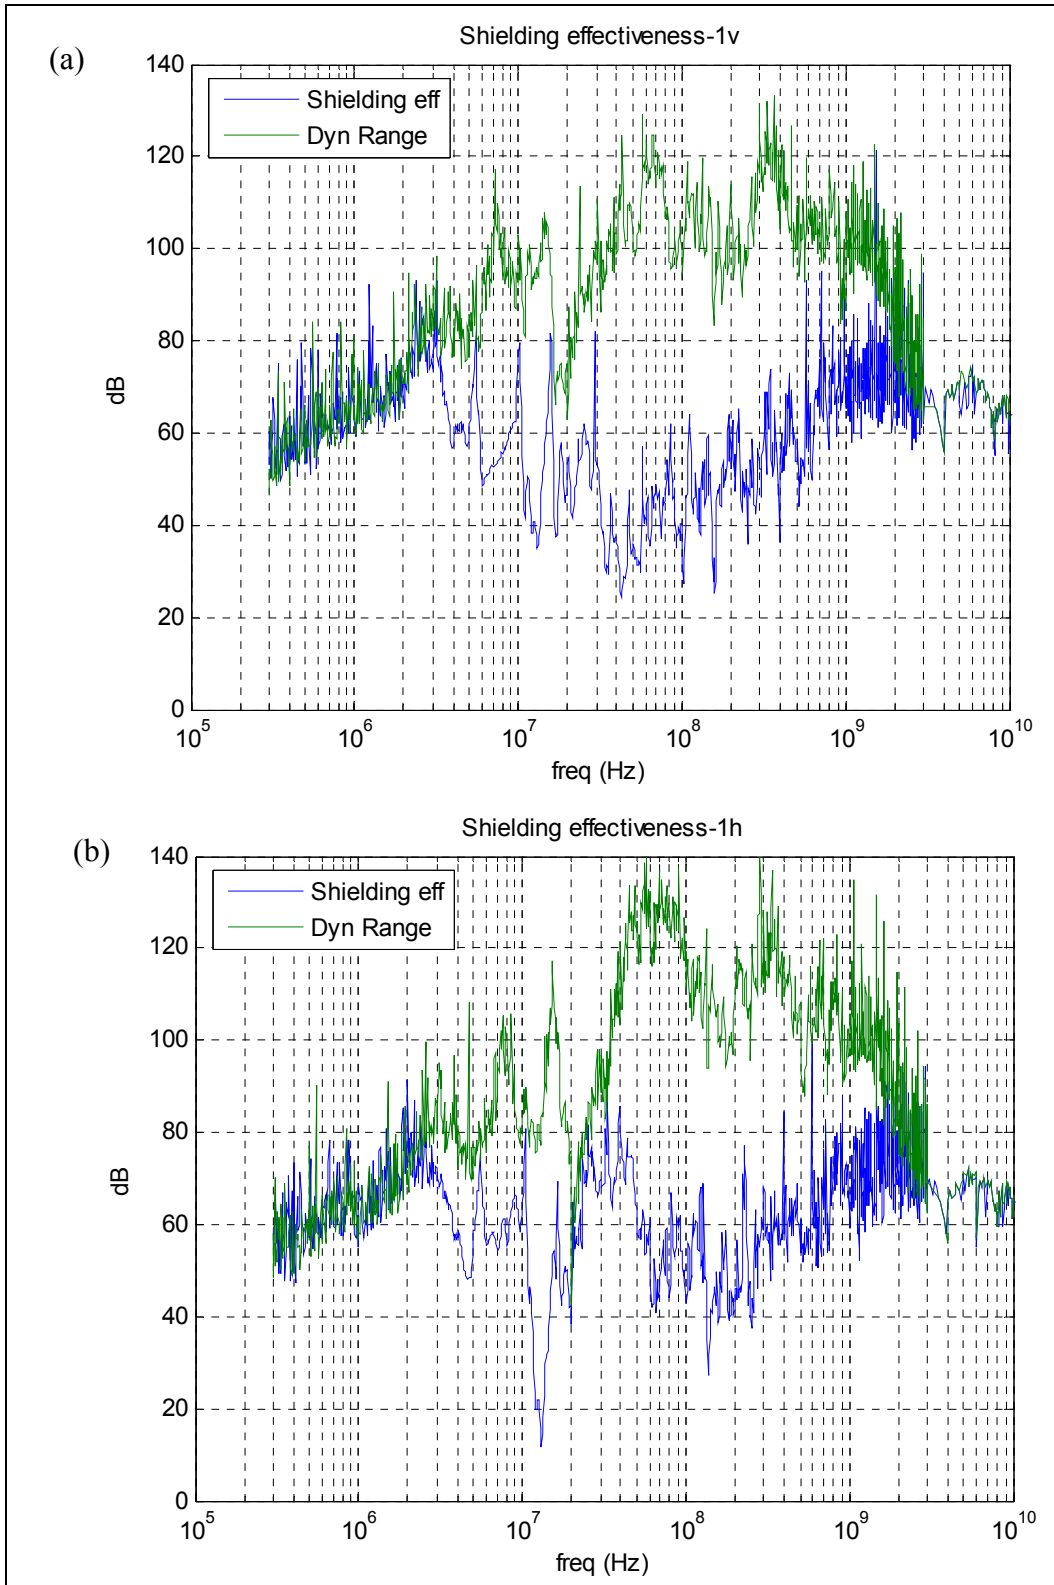 (a)
Shielding effectiveness-1v
140
120
100
80
60
40
20
0
dB
Shielding eff
Dyn Range
10^5
10^6
10^7
10^8
10^9
10^10
freq (Hz)
(b)
Shielding effectiveness-1h
140
120
100
80
60
40
20
0
dB
Shielding eff
Dyn Range
10^5
10^6
10^7
10^8
10^9
10^10
freq (Hz)